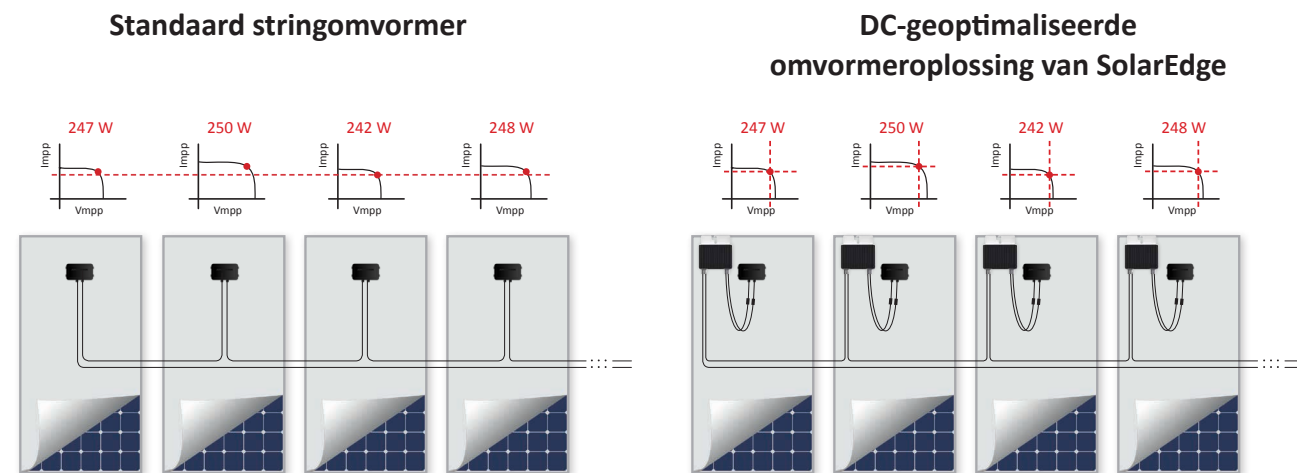 Standaard stringomvormer
247 W
250 W
242 W
248 W
Impp
Impp
Impp
Impp
Vmpp
Vmpp
Vmpp
Vmpp
DC-geoptimaliseerde
omvormeroplossing van SolarEdge
247 W
250 W
242 W
248 W
Impp
Impp
Impp
Impp
Vmpp
Vmpp
Vmpp
Vmpp